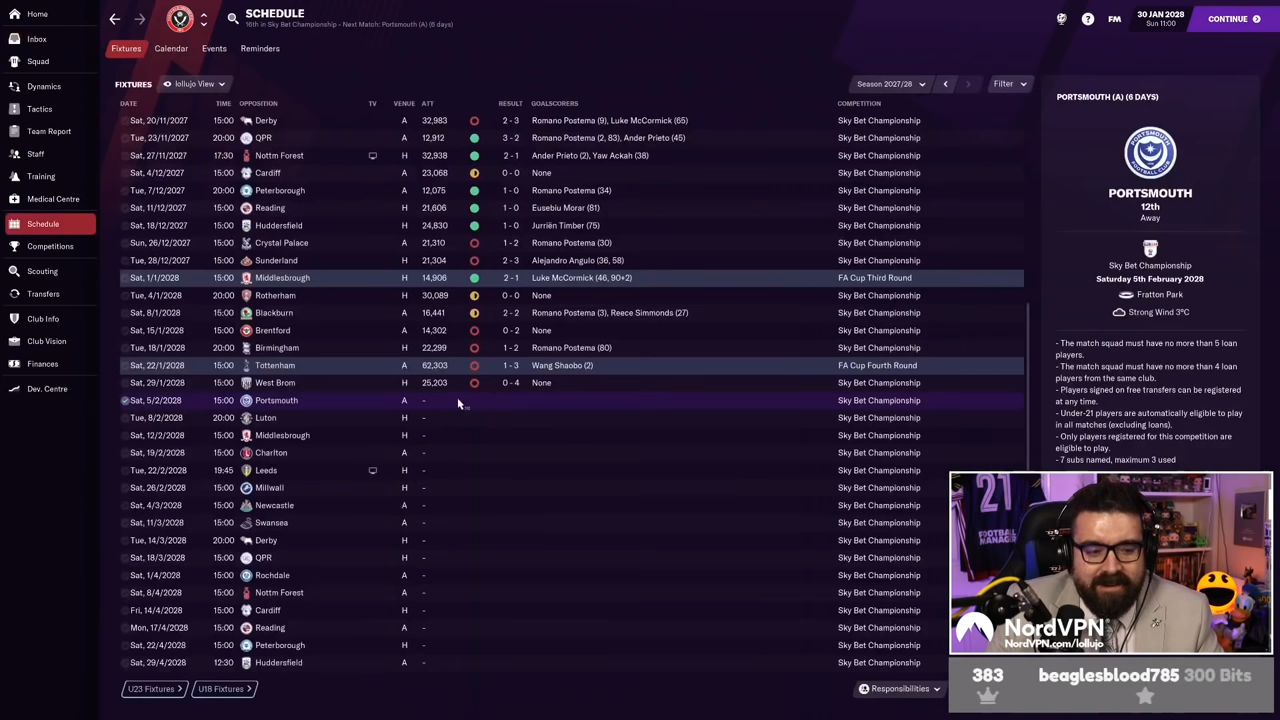 Home
Inbox
Squad
Dynamics
Tactics
Team Report
Staff
Training
Medical Centre
Schedule
Competitions
Scouting
Transfers
Club Info
Club Vision
Finances
Dev. Centre
SCHEDULE
16th in Sky Bet Championship - Next Match: Portsmouth (A) (6 days)
FM
30 JAN 2028
SUN 11:00
CONTINUE
Fixtures Calendar Events Reminders
FIXTURES lollujo View Season 2027/28 Filter
DATE TIME OPPOSITION TV VENUE ATT RESULT GOALSCORERS COMPETITION
Sat, 20/11/2027 15:00 Derby A 32,983 2 - 3 Romano Postema (9), Luke McCormick (65) Sky Bet Championship
Tue, 23/11/2027 20:00 QPR A 12,912 3 - 2 Romano Postema (2, 83), Ander Prieto (45) Sky Bet Championship
Sat, 27/11/2027 17:30 Nottm Forest H 32,938 2 - 1 Ander Prieto (2), Yaw Ackah (38) Sky Bet Championship
Sat, 4/12/2027 15:00 Cardiff A 23,068 0 - 0 None Sky Bet Championship
Tue, 7/12/2027 20:00 Peterborough A 12,075 1 - 0 Romano Postema (34) Sky Bet Championship
Sat, 11/12/2027 15:00 Reading H 21,606 1 - 0 Eusebiu Morar (81) Sky Bet Championship
Sat, 18/12/2027 15:00 Huddersfield H 24,830 1 - 0 Jurriën Timber (75) Sky Bet Championship
Sun, 26/12/2027 15:00 Crystal Palace A 21,310 1 - 2 Romano Postema (30) Sky Bet Championship
Tue, 28/12/2027 15:00 Sunderland H 21,304 2 - 3 Alejandro Angulo (36, 58) Sky Bet Championship
Sat, 1/1/2028 15:00 Middlesbrough H 14,906 2 - 1 Luke McCormick (46, 90+2) FA Cup Third Round
Tue, 4/1/2028 20:00 Rotherham H 30,089 0 - 0 None Sky Bet Championship
Sat, 8/1/2028 15:00 Blackburn A 16,441 2 - 2 Romano Postema (3), Reece Simmonds (27) Sky Bet Championship
Sat, 15/1/2028 15:00 Brentford A 14,302 0 - 2 None Sky Bet Championship
Tue, 18/1/2028 20:00 Birmingham H 22,299 1 - 2 Romano Postema (80) Sky Bet Championship
Sat, 22/1/2028 15:00 Tottenham A 62,303 1 - 3 Wang Shaobo (2) FA Cup Fourth Round
Sat, 29/1/2028 15:00 West Brom H 25,203 0 - 4 None Sky Bet Championship
Sat, 5/2/2028 15:00 Portsmouth A - Sky Bet Championship
Tue, 8/2/2028 20:00 Luton H - Sky Bet Championship
Sat, 12/2/2028 15:00 Middlesbrough H - Sky Bet Championship
Sat, 19/2/2028 15:00 Charlton A - Sky Bet Championship
Tue, 22/2/2028 19:45 Leeds H - Sky Bet Championship
Sat, 26/2/2028 15:00 Millwall H - Sky Bet Championship
Sat, 4/3/2028 15:00 Newcastle A - Sky Bet Championship
Sat, 11/3/2028 15:00 Swansea A - Sky Bet Championship
Tue, 14/3/2028 20:00 Derby H - Sky Bet Championship
Sat, 18/3/2028 15:00 QPR H - Sky Bet Championship
Sat, 1/4/2028 15:00 Rochdale A - Sky Bet Championship
Sat, 8/4/2028 15:00 Nottm Forest A - Sky Bet Championship
Fri, 14/4/2028 15:00 Cardiff H - Sky Bet Championship
Mon, 17/4/2028 15:00 Reading A - Sky Bet Championship
Sat, 22/4/2028 15:00 Peterborough H - Sky Bet Championship
Sat, 29/4/2028 12:30 Huddersfield A - Sky Bet Championship
U23 Fixtures U18 Fixtures Responsibilities
PORTSMOUTH (A) (6 DAYS)
PORTSMOUTH
12th
Away
Sky Bet Championship
Saturday 5th February 2028
Fratton Park
Strong Wind 3°C
- The match squad must have no more than 5 loan
players.
- The match squad must have no more than 4 loan
players from the same club.
- Players signed on free transfers can be registered
at any time.
- Under-21 players are automatically eligible to play
in all matches (excluding loans).
- Only players registered for this competition are
eligible to play.
- 7 subs named, maximum 3 used
21
FOOTBALL
MANAGER
NordVPN
NordVPN.com/lollujo
383 beaglesblood785 300 Bits